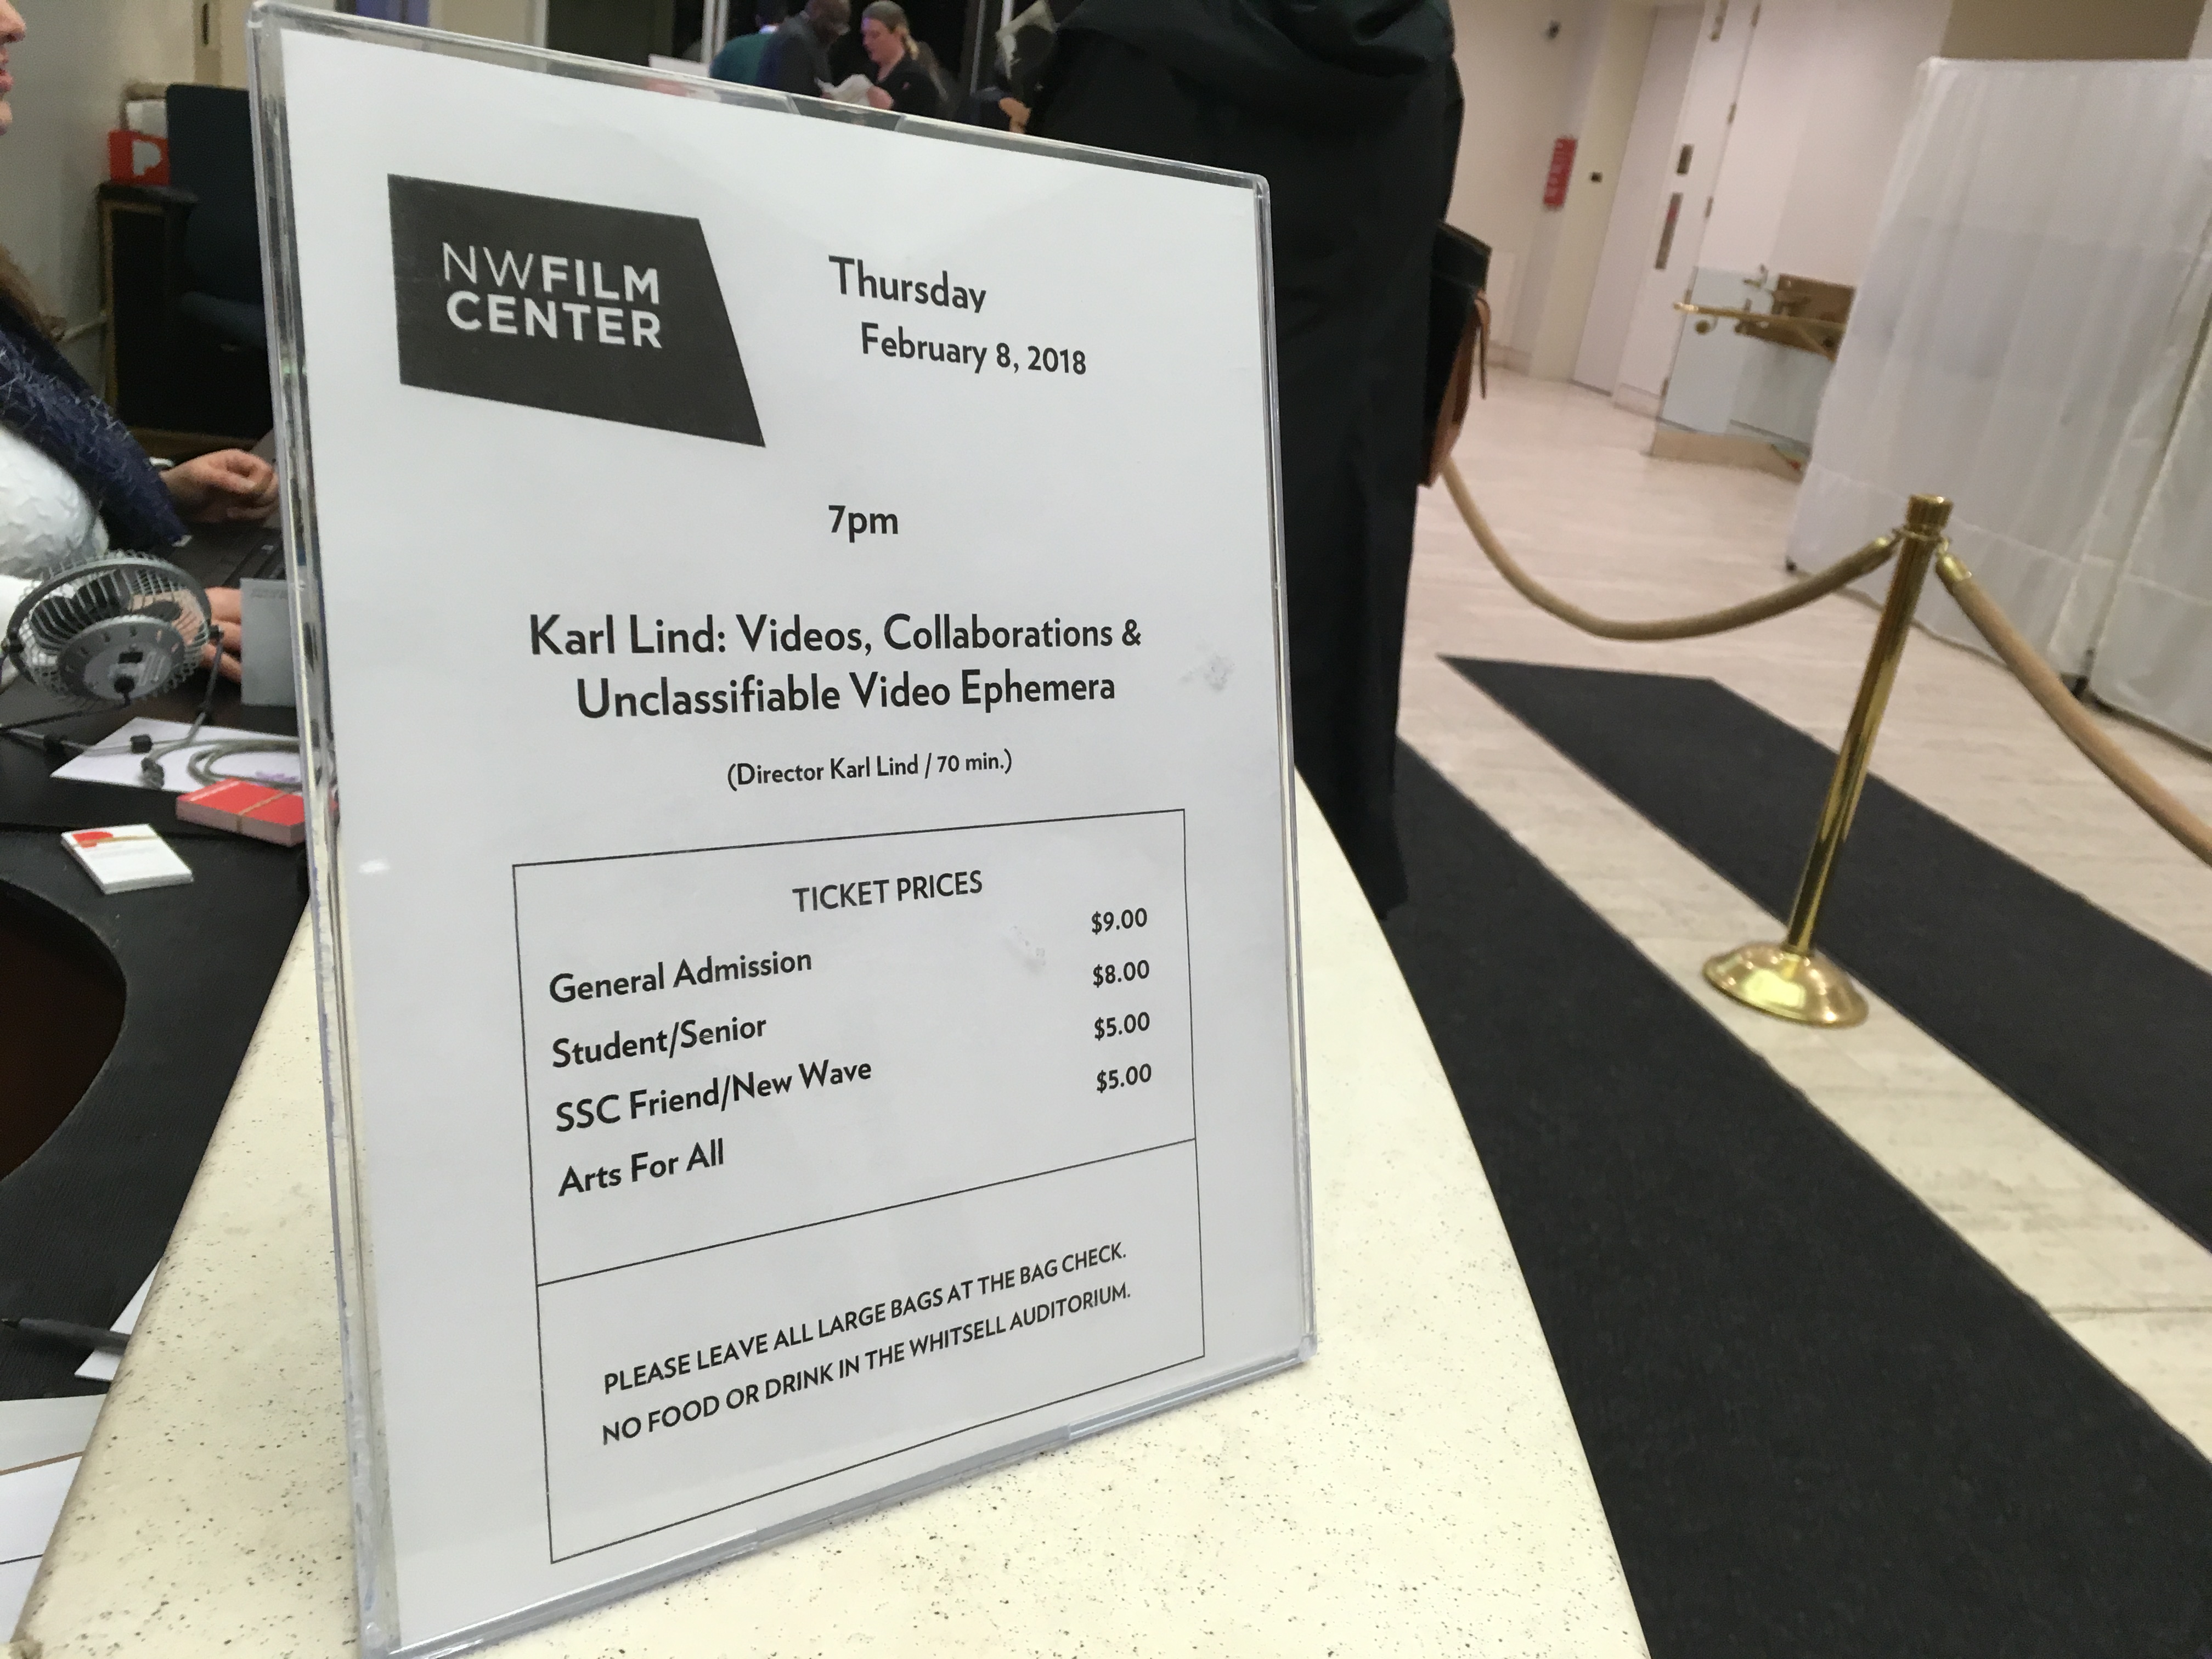 NWFILM
CENTER
Thursday
February 8, 2018
7pm
Karl Lind: Videos, Collaborations &
Unclassifiable Video Ephemera
(Director Karl Lind / 70 min.)
TICKET PRICES
General Admission $9.00
Student/Senior $8.00
SSC Friend/New Wave $5.00
Arts For All $5.00
PLEASE LEAVE ALL LARGE BAGS AT THE BAG CHECK.
NO FOOD OR DRINK IN THE WHITSELL AUDITORIUM.